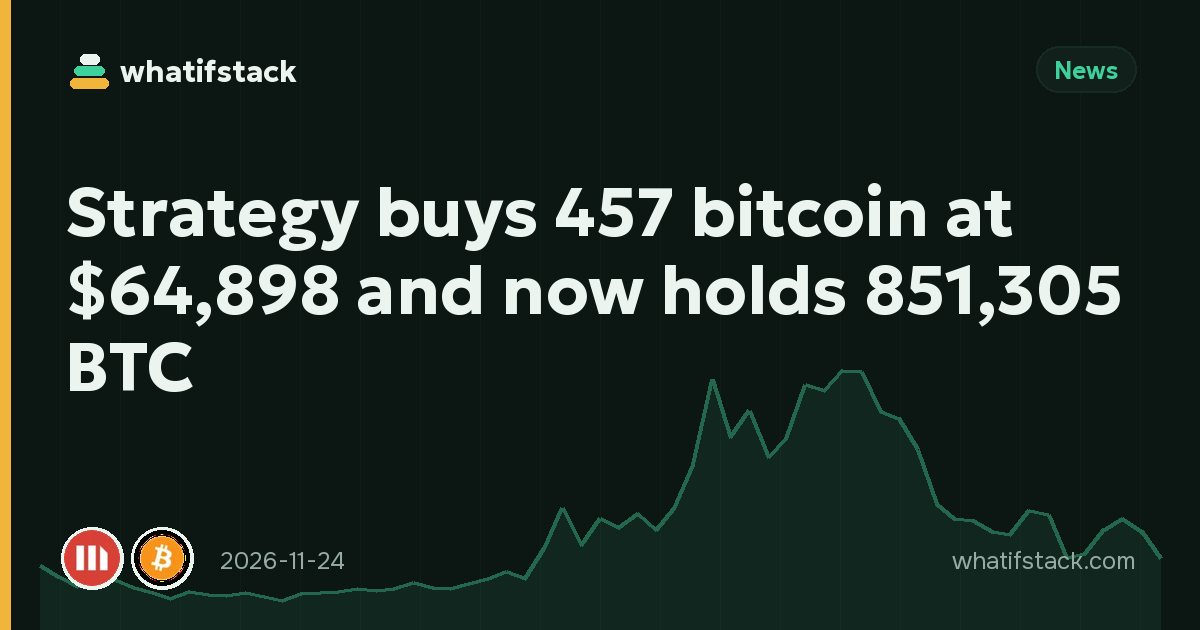 whatifstack
News
Strategy buys 457 bitcoin at
$64,898 and now holds 851,305
BTC
2026-11-24
whatifstack.com